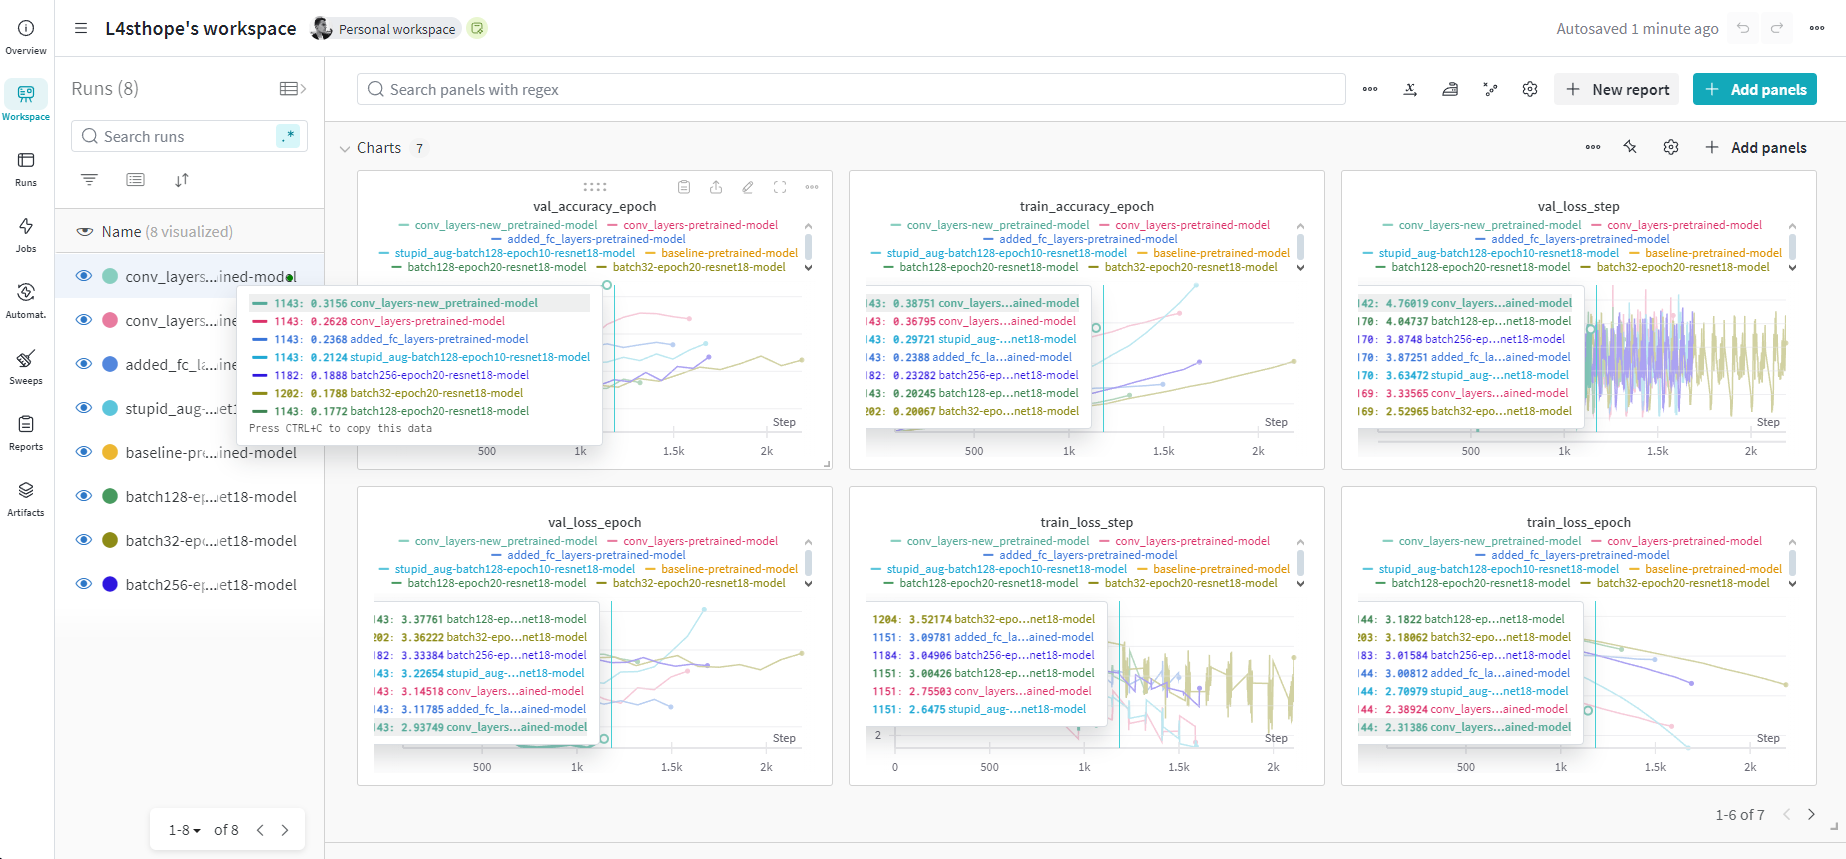 L4sthope's workspace
Personal workspace
Autosaved 1 minute ago
Overview
Workspace
Runs
Jobs
Automat.
Sweeps
Reports
Artifacts
Runs (8)
Search runs
.*
Name (8 visualized)
conv_layers...ined-model
conv_layers...ine
added_fc_la
stupid_aug-
baseline-pr ...ined-model
batch128-ep...et18-model
batch32-epo...et18-model
batch256-ep...et18-model
1-8 of 8
Search panels with regex
New report
Add panels
Charts 7
Add panels
val_accuracy_epoch
conv_layers-new_pretrained-model conv_layers-pretrained-model
added_fc_layers-pretrained-model
stupid_aug-batch128-epoch10-resnet18-model baseline-pretrained-model
batch128-epoch20-resnet18-model batch32-epoch20-resnet18-model
1143: 0.3156 conv_layers-new_pretrained-model
1143: 0.2628 conv_layers-pretrained-model
1143: 0.2368 added_fc_layers-pretrained-model
1143: 0.2124 stupid_aug-batch128-epoch10-resnet18-model
1182: 0.1888 batch256-epoch20-resnet18-model
1202: 0.1788 batch32-epoch20-resnet18-model
1143: 0.1772 batch128-epoch20-resnet18-model
Press CTRL+C to copy this data
Step
500 1k 1.5k 2k
train_accuracy_epoch
conv_layers-new_pretrained-model conv_layers-pretrained-model
added_fc_layers-pretrained-model
stupid_aug-batch128-epoch10-resnet18-model baseline-pretrained-model
batch128-epoch20-resnet18-model batch32-epoch20-resnet18-model
143: 0.38751 conv_layers...ained-model
143: 0.36795 conv_layers...ained-model
143: 0.29721 stupid_aug-...net18-model
143: 0.2388 added_fc_la...ained-model
182: 0.23282 batch256-ep...net18-model
143: 0.20245 batch128-ep...net18-model
202: 0.20067 batch32-epo...net18-model
Step
500 1k 1.5k 2k
val_loss_step
conv_layers-new_pretrained-model conv_layers-pretrained-model
added_fc_layers-pretrained-model
stupid_aug-batch128-epoch10-resnet18-model baseline-pretrained-model
batch128-epoch20-resnet18-model batch32-epoch20-resnet18-model
142: 4.76019 conv_layers...ained-model
170: 4.04737 batch128-ep...net18-model
170: 3.8748 batch256-ep...net18-model
170: 3.87251 added_fc_la...ained-model
170: 3.63472 stupid_aug-...net18-model
169: 3.33565 conv_layers...ained-model
169: 2.52965 batch32-epo...net18-model
Step
500 1k 1.5k 2k
val_loss_epoch
conv_layers-new_pretrained-model conv_layers-pretrained-model
added_fc_layers-pretrained-model
stupid_aug-batch128-epoch10-resnet18-model baseline-pretrained-model
batch128-epoch20-resnet18-model batch32-epoch20-resnet18-model
143: 3.37761 batch128-ep...net18-model
202: 3.36222 batch32-epo...net18-model
182: 3.33384 batch256-ep...net18-model
143: 3.22654 stupid_aug-...net18-model
143: 3.14518 conv_layers...ained-model
143: 3.11785 added_fc_la...ained-model
143: 2.93749 conv_layers...ained-model
Step
500 1k 1.5k 2k
train_loss_step
conv_layers-new_pretrained-model conv_layers-pretrained-model
added_fc_layers-pretrained-model
stupid_aug-batch128-epoch10-resnet18-model baseline-pretrained-model
batch128-epoch20-resnet18-model batch32-epoch20-resnet18-model
1204: 3.52174 batch32-epo...net18-model
1151: 3.09781 added_fc_la...ained-model
1184: 3.04906 batch256-ep...net18-model
1151: 3.00426 batch128-ep...net18-model
1151: 2.75503 conv_layers...ained-model
1151: 2.6475 stupid_aug-...net18-model
2
Step
0 500 1k 1.5k 2k
train_loss_epoch
conv_layers-new_pretrained-model conv_layers-pretrained-model
added_fc_layers-pretrained-model
stupid_aug-batch128-epoch10-resnet18-model baseline-pretrained-model
batch128-epoch20-resnet18-model batch32-epoch20-resnet18-model
144: 3.1822 batch128-ep...net18-model
203: 3.18062 batch32-epo...net18-model
183: 3.01584 batch256-ep...net18-model
144: 3.00812 added_fc_la...ained-model
144: 2.70979 stupid_aug-...net18-model
144: 2.38924 conv_layers...ained-model
144: 2.31386 conv_layers...ained-model
Step
500 1k 1.5k 2k
1-6 of 7